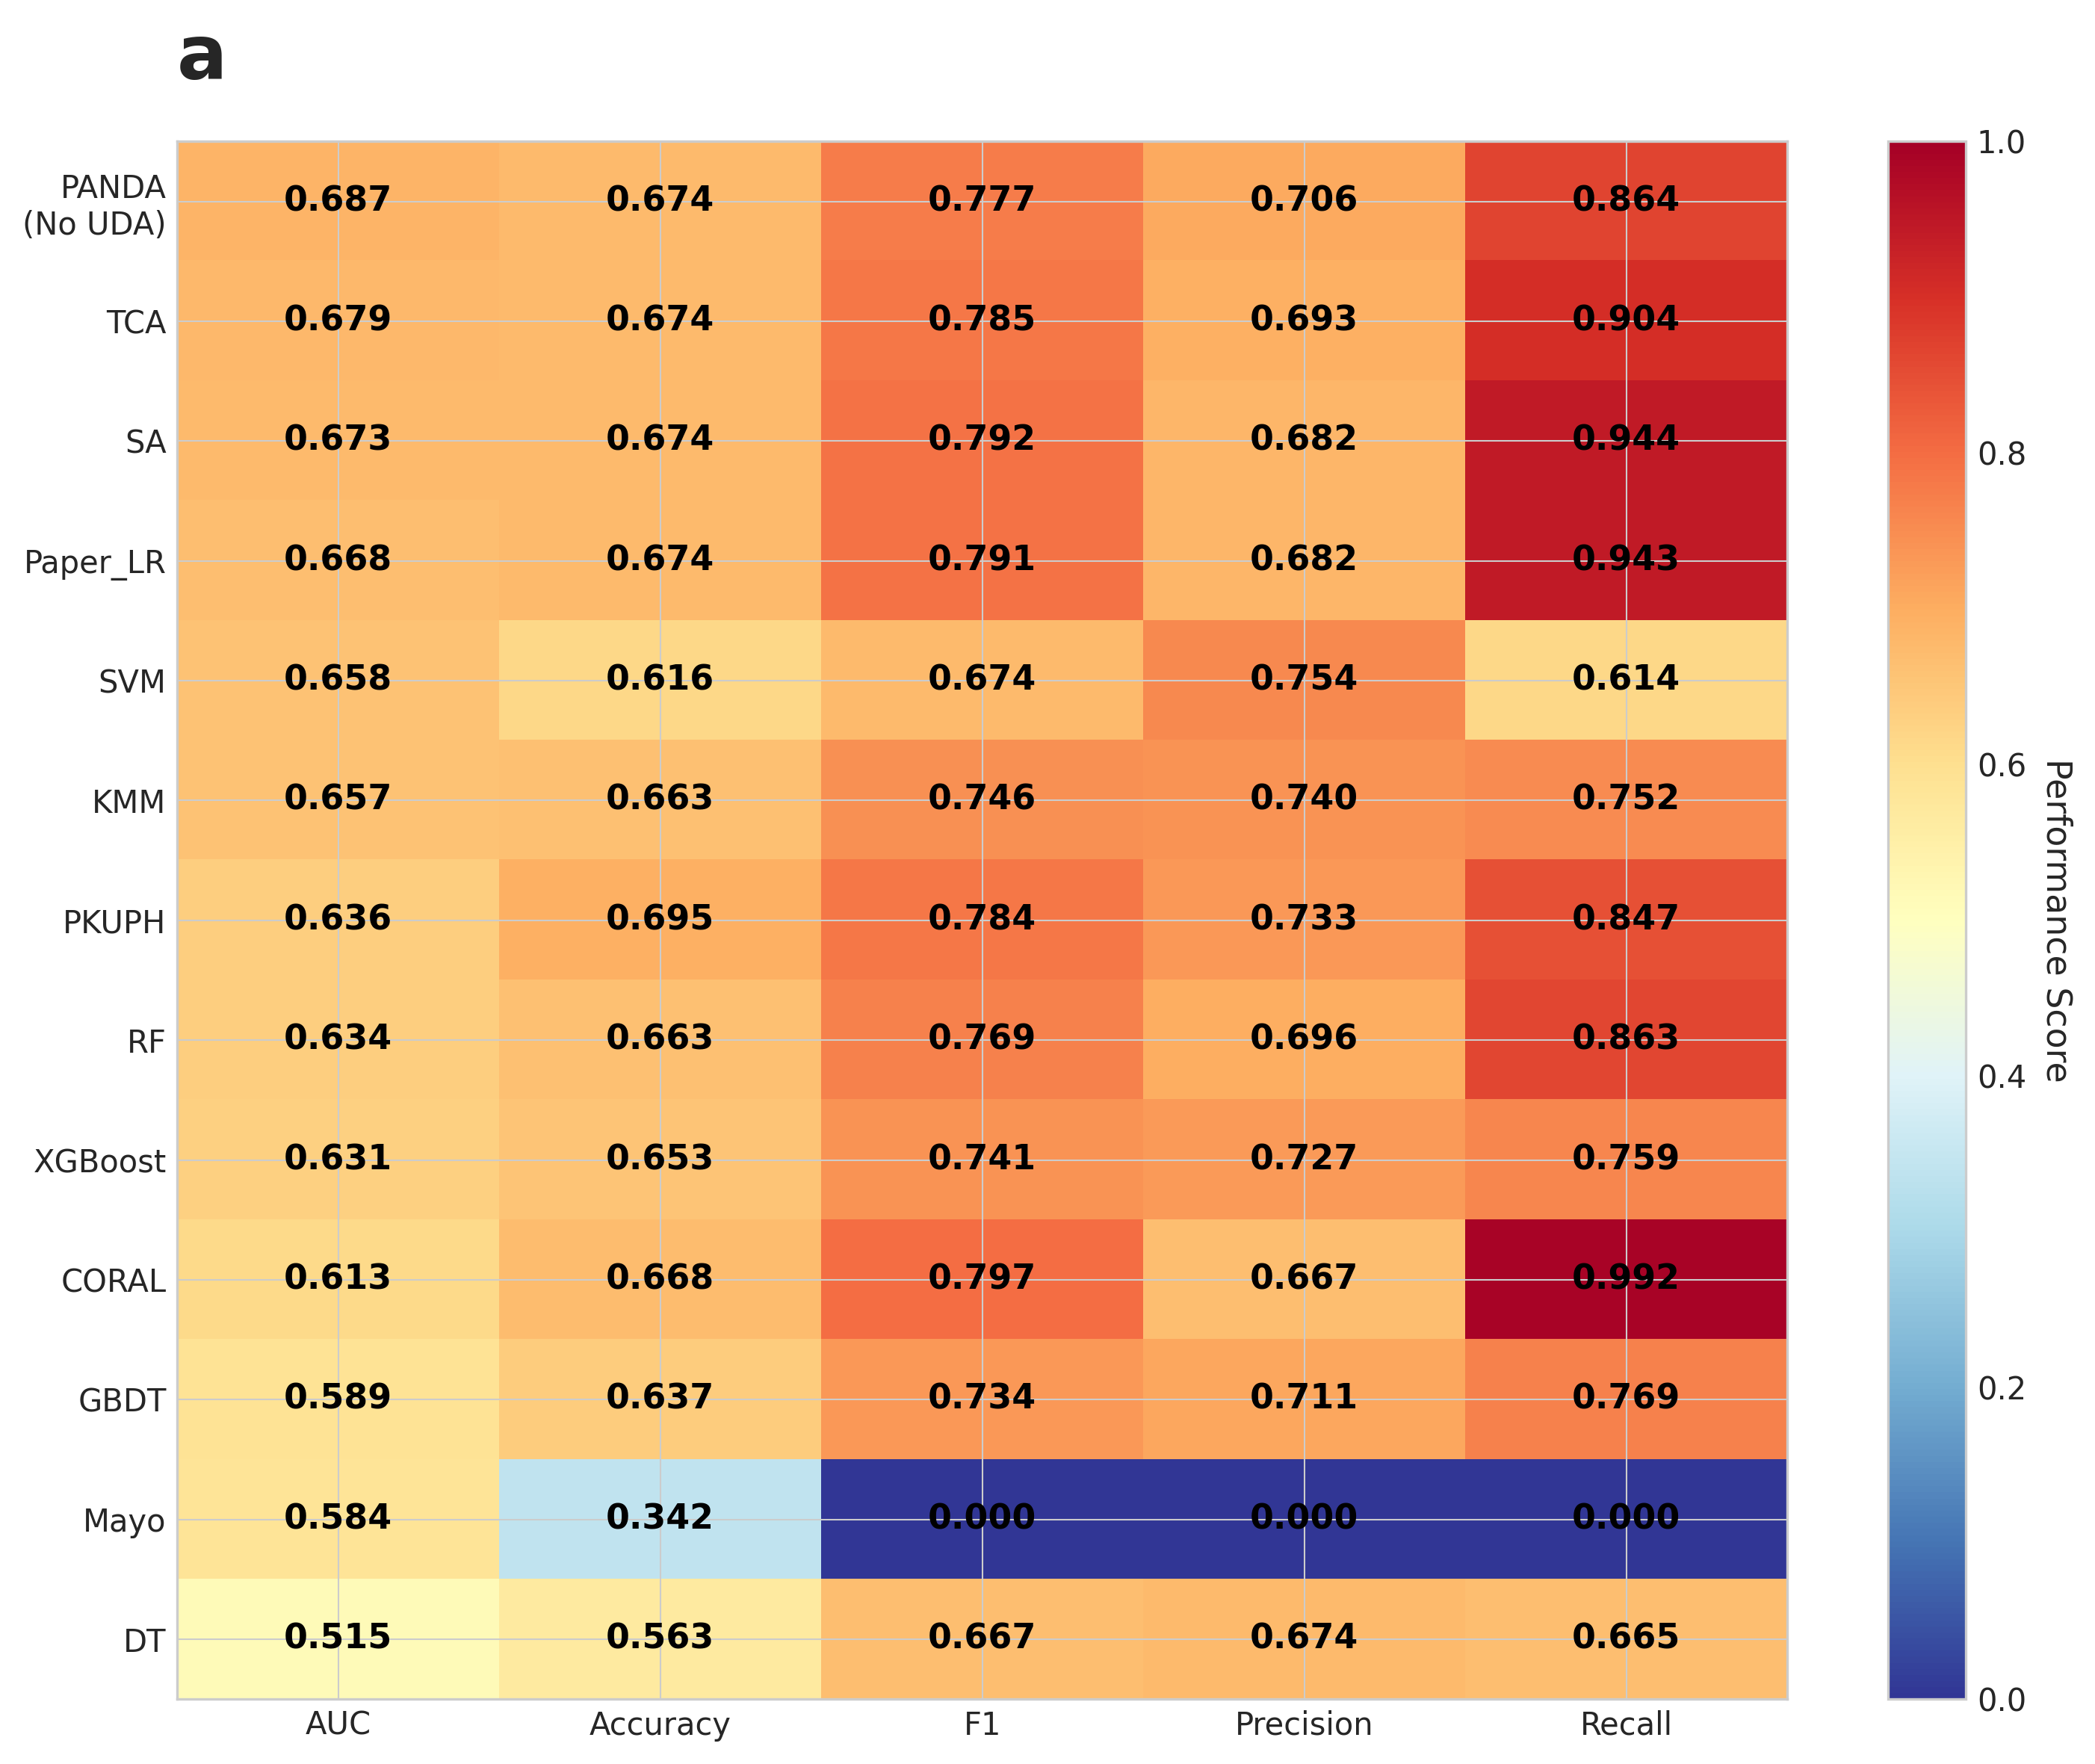 a
PANDA
(No UDA)
0.687 0.674 0.777 0.706 0.864
TCA 0.679 0.674 0.785 0.693 0.904
SA 0.673 0.674 0.792 0.682 0.944
Paper_LR 0.668 0.674 0.791 0.682 0.943
SVM 0.658 0.616 0.674 0.754 0.614
KMM 0.657 0.663 0.746 0.740 0.752
PKUPH 0.636 0.695 0.784 0.733 0.847
RF 0.634 0.663 0.769 0.696 0.863
XGBoost 0.631 0.653 0.741 0.727 0.759
CORAL 0.613 0.668 0.797 0.667 0.992
GBDT 0.589 0.637 0.734 0.711 0.769
Mayo 0.584 0.342 0.000 0.000 0.000
DT 0.515 0.563 0.667 0.674 0.665
AUC Accuracy F1 Precision Recall
1.0
0.8
0.6
0.4
0.2
0.0
Performance Score